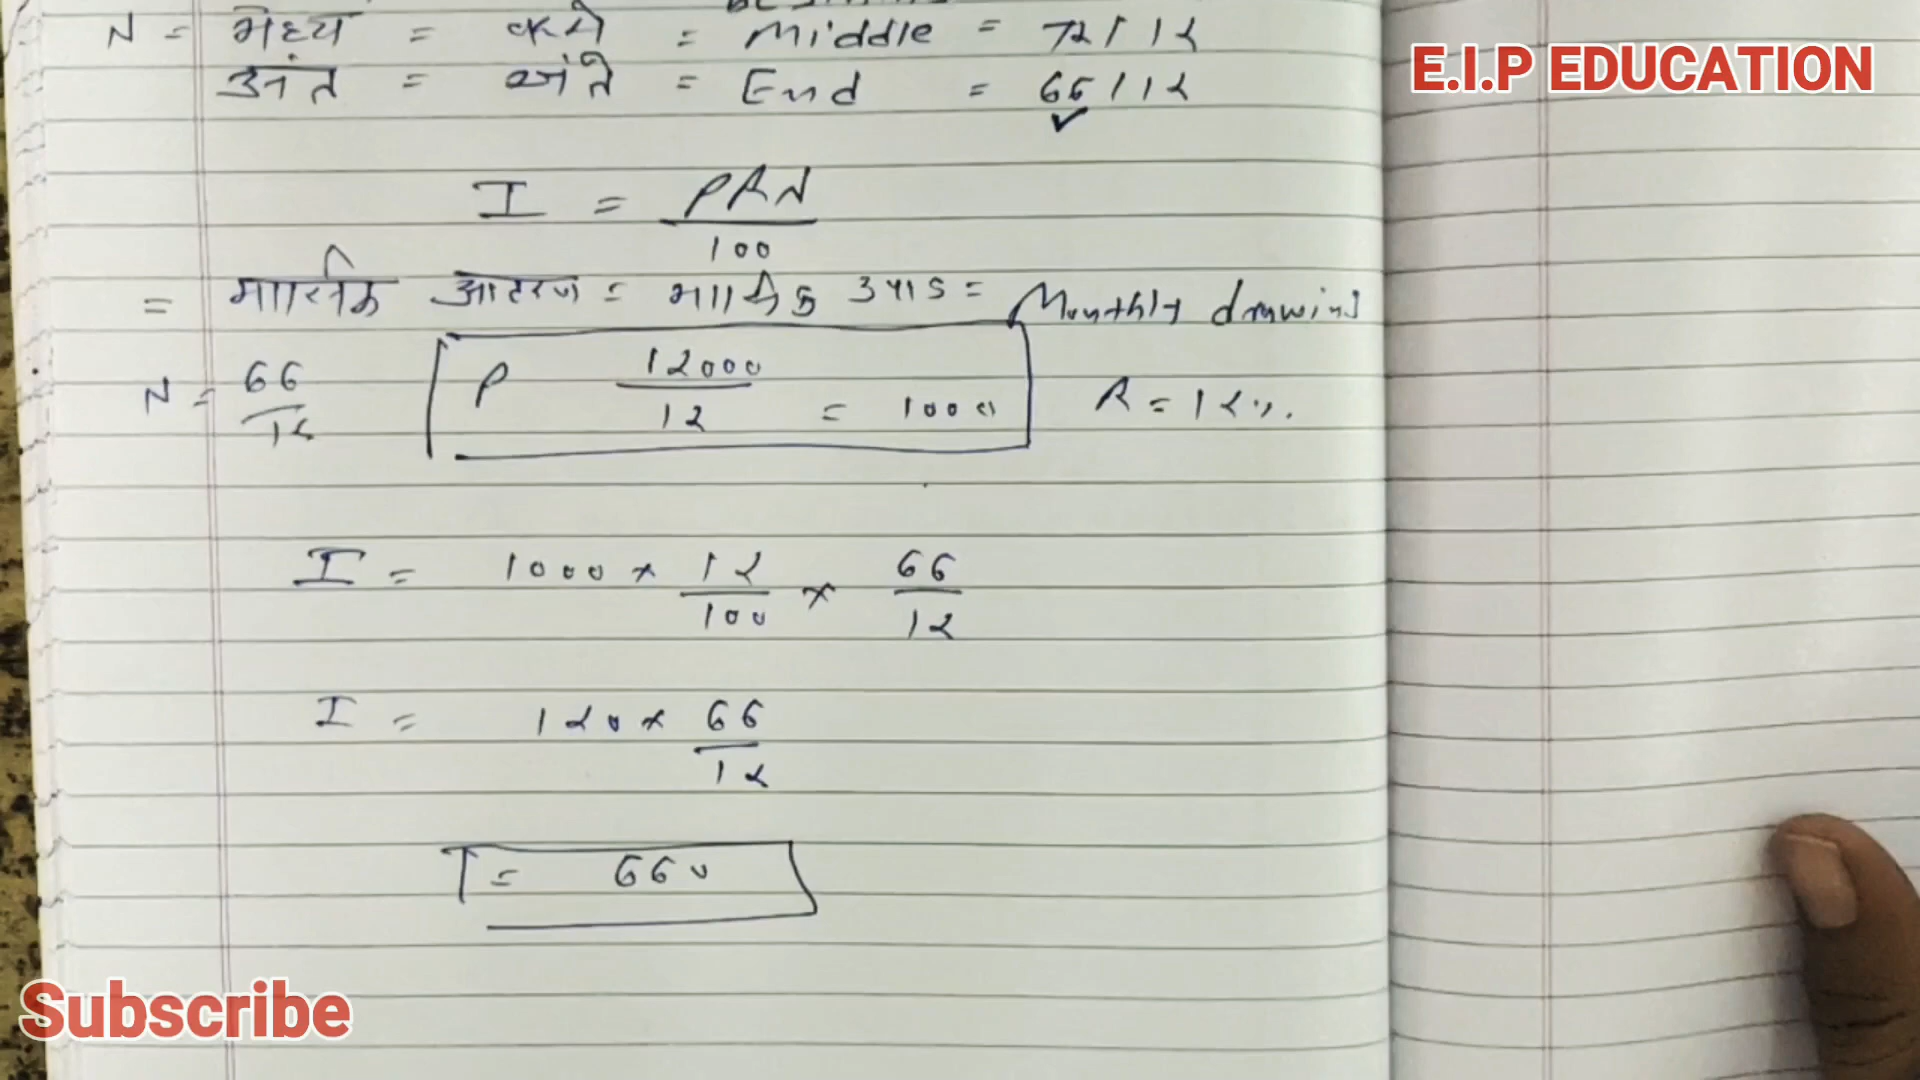 N = मध्य = वच्चे = Middle = 72/12
अंत = अंते = End = 66/12
E.I.P EDUCATION
I = PRN
100
= मासिक आहरण = मासिक उपाड = Monthly drawing
N = 66/12
P 12000/12 = 1000
R = 12%.
I = 1000 × 12/100 × 66/12
I = 120 × 66/12
I = 660
Subscribe